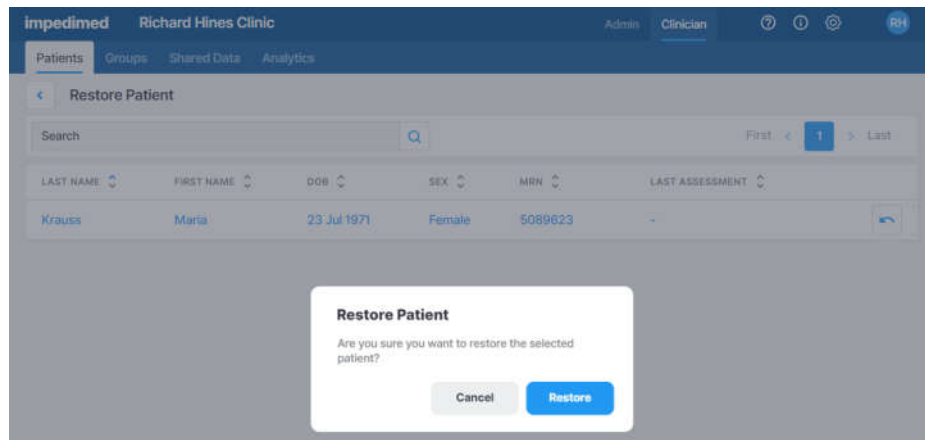 impedimed Richard Hines Clinic Admin Clinician RH
Patients Groups Shared Data Analytics
Restore Patient
Search First 1 Last
LAST NAME FIRST NAME DOB SEX MRN LAST ASSESSMENT
Krauss Maria 23 Jul 1971 Female 5089623 -
Restore Patient
Are you sure you want to restore the selected
patient?
Cancel Restore